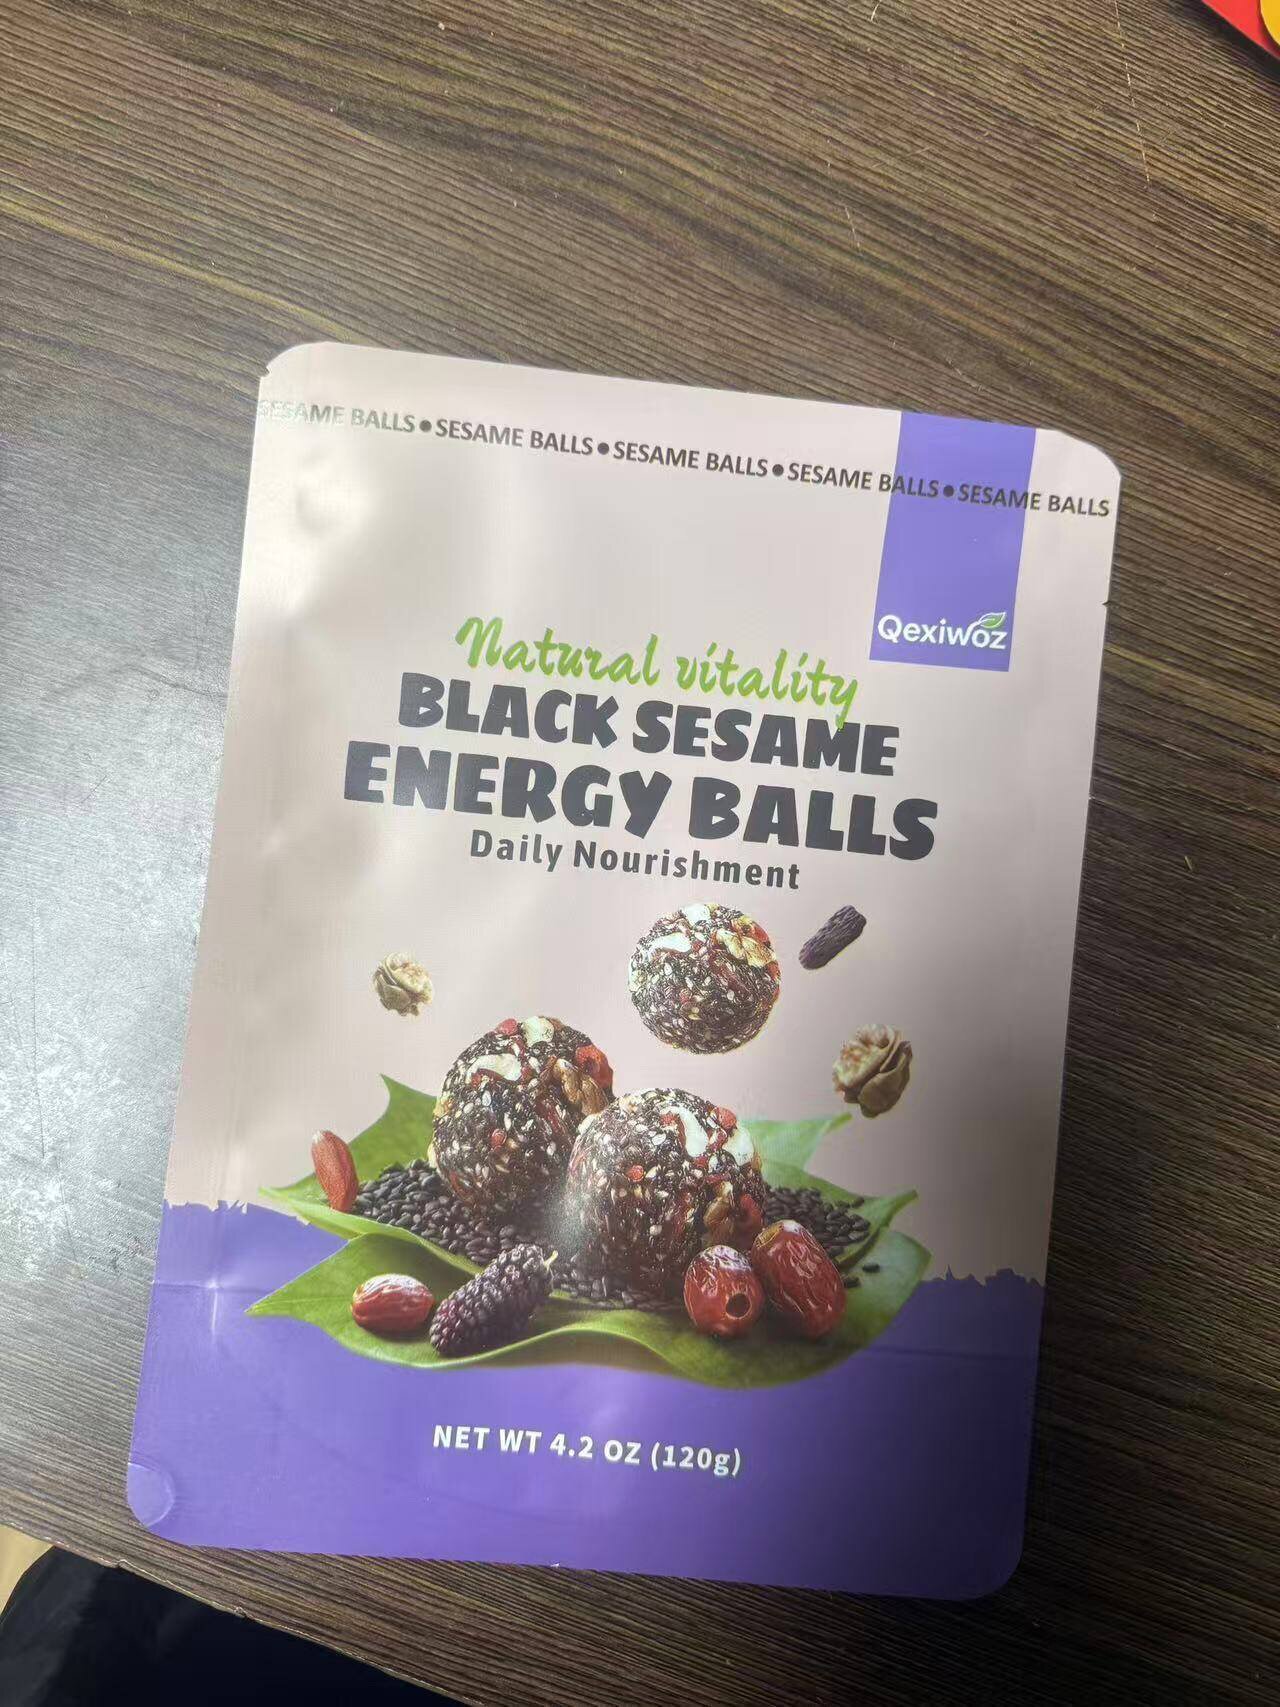 SESAME BALLS • SESAME BALLS • SESAME BALLS • SESAME BALLS • SESAME BALLS
Qexiwoz
Natural vitality
BLACK SESAME
ENERGY BALLS
Daily Nourishment
NET WT 4.2 OZ (120g)